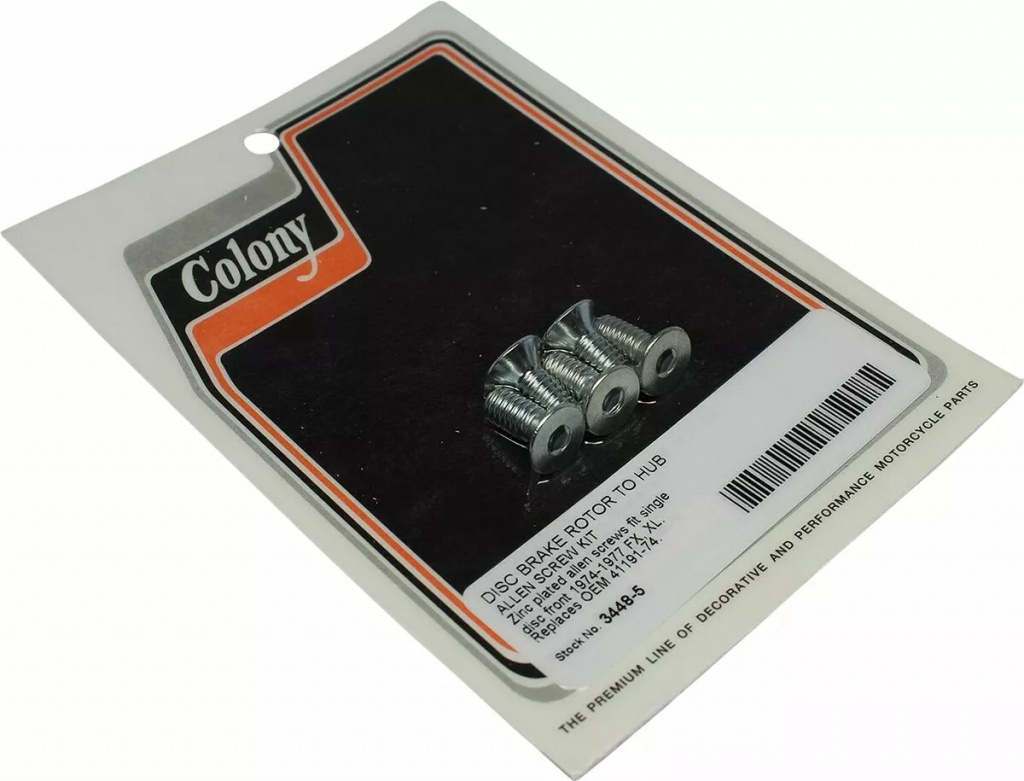 Colony
DISC BRAKE ROTOR TO HUB
ALLEN SCREW KIT
Zinc plated allen screws fit single
disc front 1974-1977 FX, XL.
Replaces OEM 41191-74.
Stock No. 3448-5
THE PREMIUM LINE OF DECORATIVE AND PERFORMANCE MOTORCYCLE PARTS